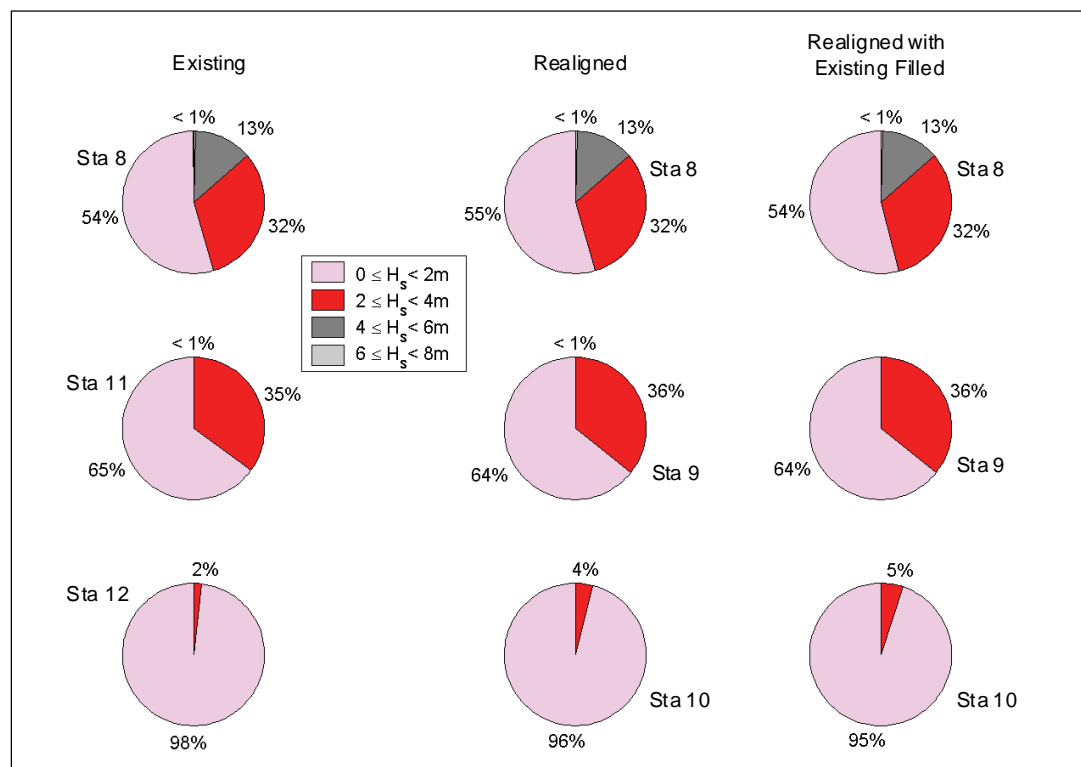 Existing
Realigned
Realigned with
Existing Filled
< 1%
13%
Sta 8
54%
32%
< 1%
13%
Sta 8
55%
32%
< 1%
13%
Sta 8
54%
32%
0 ≤ Hs < 2m
2 ≤ Hs < 4m
4 ≤ Hs < 6m
6 ≤ Hs < 8m
< 1%
Sta 11
35%
65%
< 1%
36%
64%
Sta 9
36%
64%
Sta 9
2%
Sta 12
98%
4%
Sta 10
96%
5%
Sta 10
95%